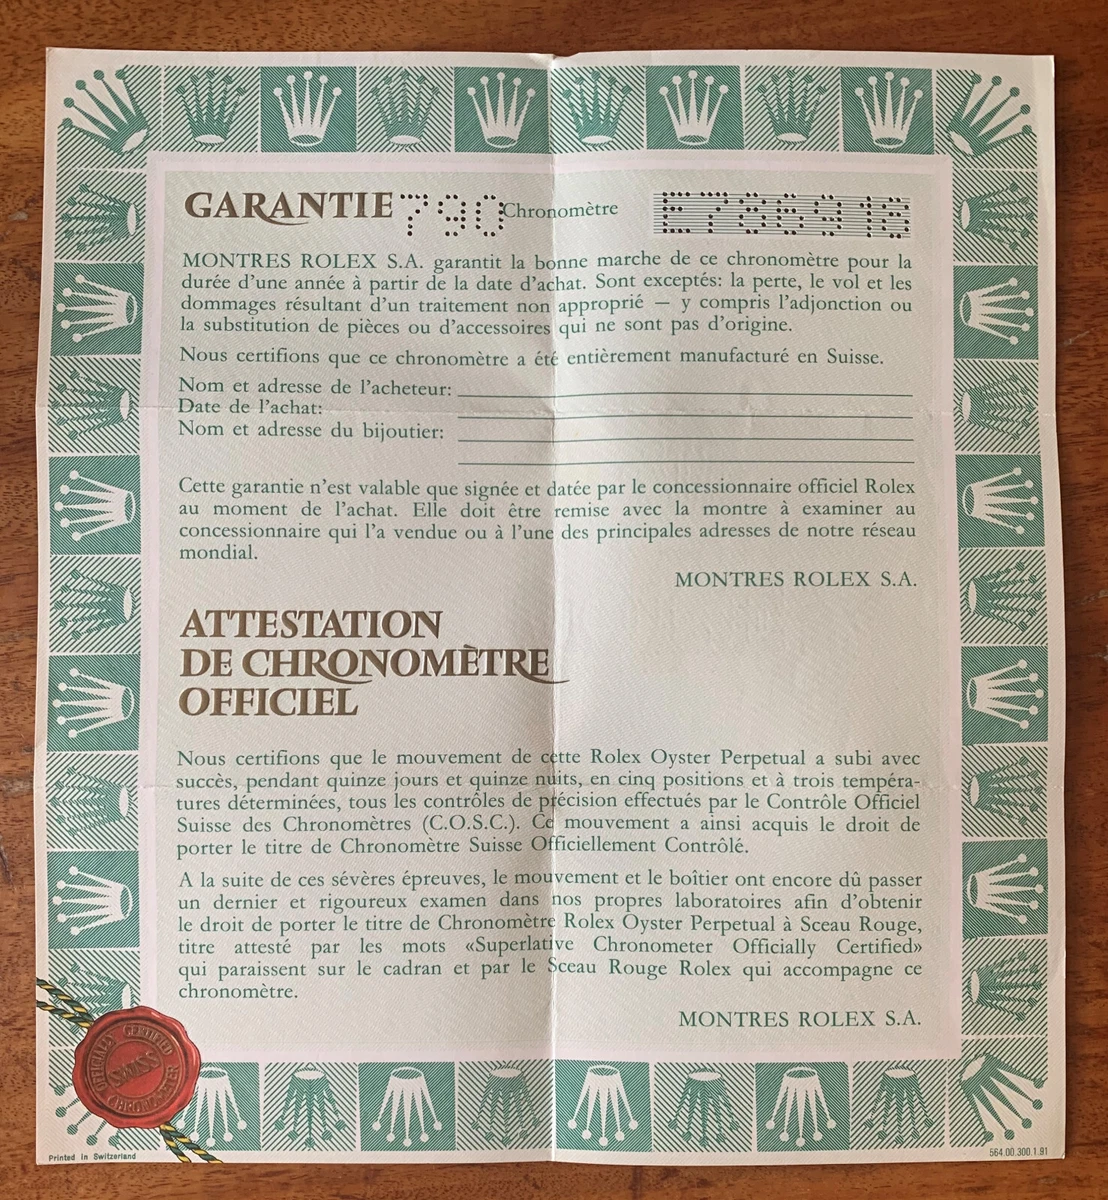 GARANTIE 790 Chronomètre E786918
MONTRES ROLEX S.A. garantit la bonne marche de ce chronomètre pour la
durée d'une année à partir de la date d'achat. Sont exceptés: la perte, le vol et les
dommages résultant d'un traitement non approprié — y compris l'adjonction ou
la substitution de pièces ou d'accessoires qui ne sont pas d'origine.
Nous certifions que ce chronomètre a été entièrement manufacturé en Suisse.
Nom et adresse de l'acheteur:
Date de l'achat:
Nom et adresse du bijoutier:
Cette garantie n'est valable que signée et datée par le concessionnaire officiel Rolex
au moment de l'achat. Elle doit être remise avec la montre à examiner au
concessionnaire qui l'a vendue ou à l'une des principales adresses de notre réseau
mondial.
MONTRES ROLEX S.A.
ATTESTATION
DE CHRONOMÈTRE
OFFICIEL
Nous certifions que le mouvement de cette Rolex Oyster Perpetual a subi avec
succès, pendant quinze jours et quinze nuits, en cinq positions et à trois tempéra-
tures déterminées, tous les contrôles de précision effectués par le Contrôle Officiel
Suisse des Chronomètres (C.O.S.C.). Ce mouvement a ainsi acquis le droit de
porter le titre de Chronomètre Suisse Officiellement Contrôlé.
A la suite de ces sévères épreuves, le mouvement et le boîtier ont encore dû passer
un dernier et rigoureux examen dans nos propres laboratoires afin d'obtenir
le droit de porter le titre de Chronomètre Rolex Oyster Perpetual à Sceau Rouge,
titre attesté par les mots «Superlative Chronometer Officially Certified»
qui paraissent sur le cadran et par le Sceau Rouge Rolex qui accompagne ce
chronomètre.
MONTRES ROLEX S.A.
OFFICIALLY CERTIFIED
SWISS
CHRONOMETER
Printed in Switzerland
564.00.300.1.91